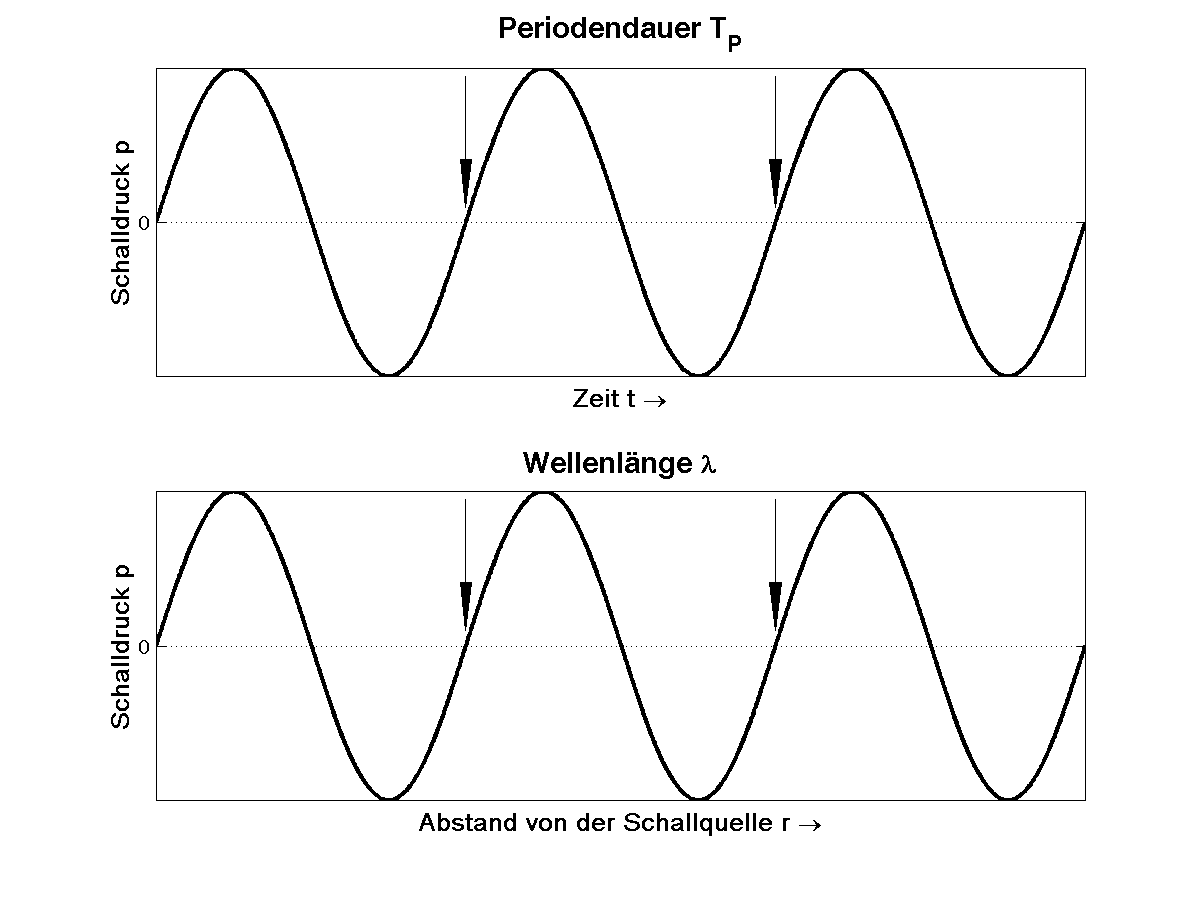 Periodendauer T_P
Schalldruck p
0
Zeit t →
Wellenlänge λ
Schalldruck p
0
Abstand von der Schallquelle r →